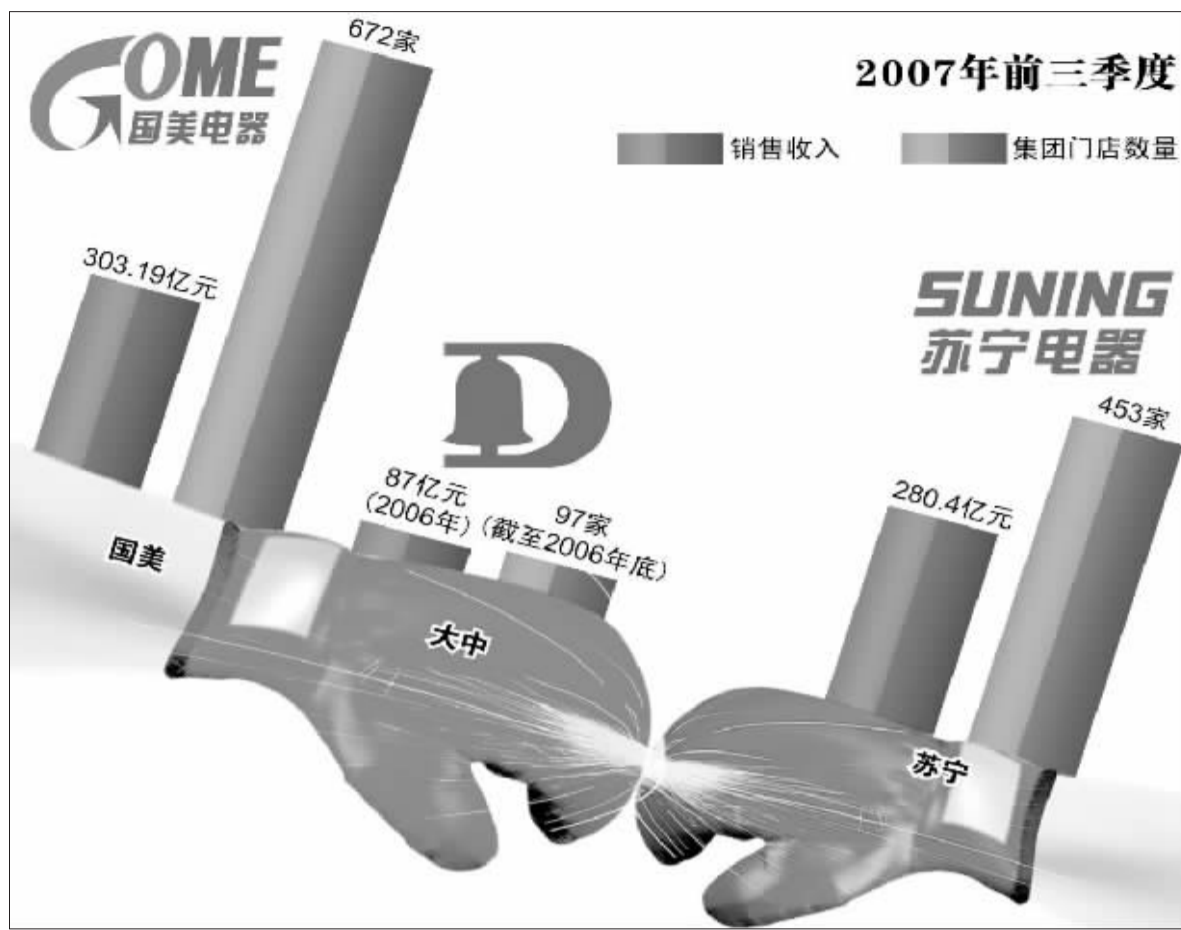 GOME
国美电器
672家
2007年前三季度
销售收入
集团门店数量
303.19亿元
SUNING
苏宁电器
D
87亿元
(2006年)
97家
(截至2006年底)
280.4亿元
453家
国美
大中
苏宁